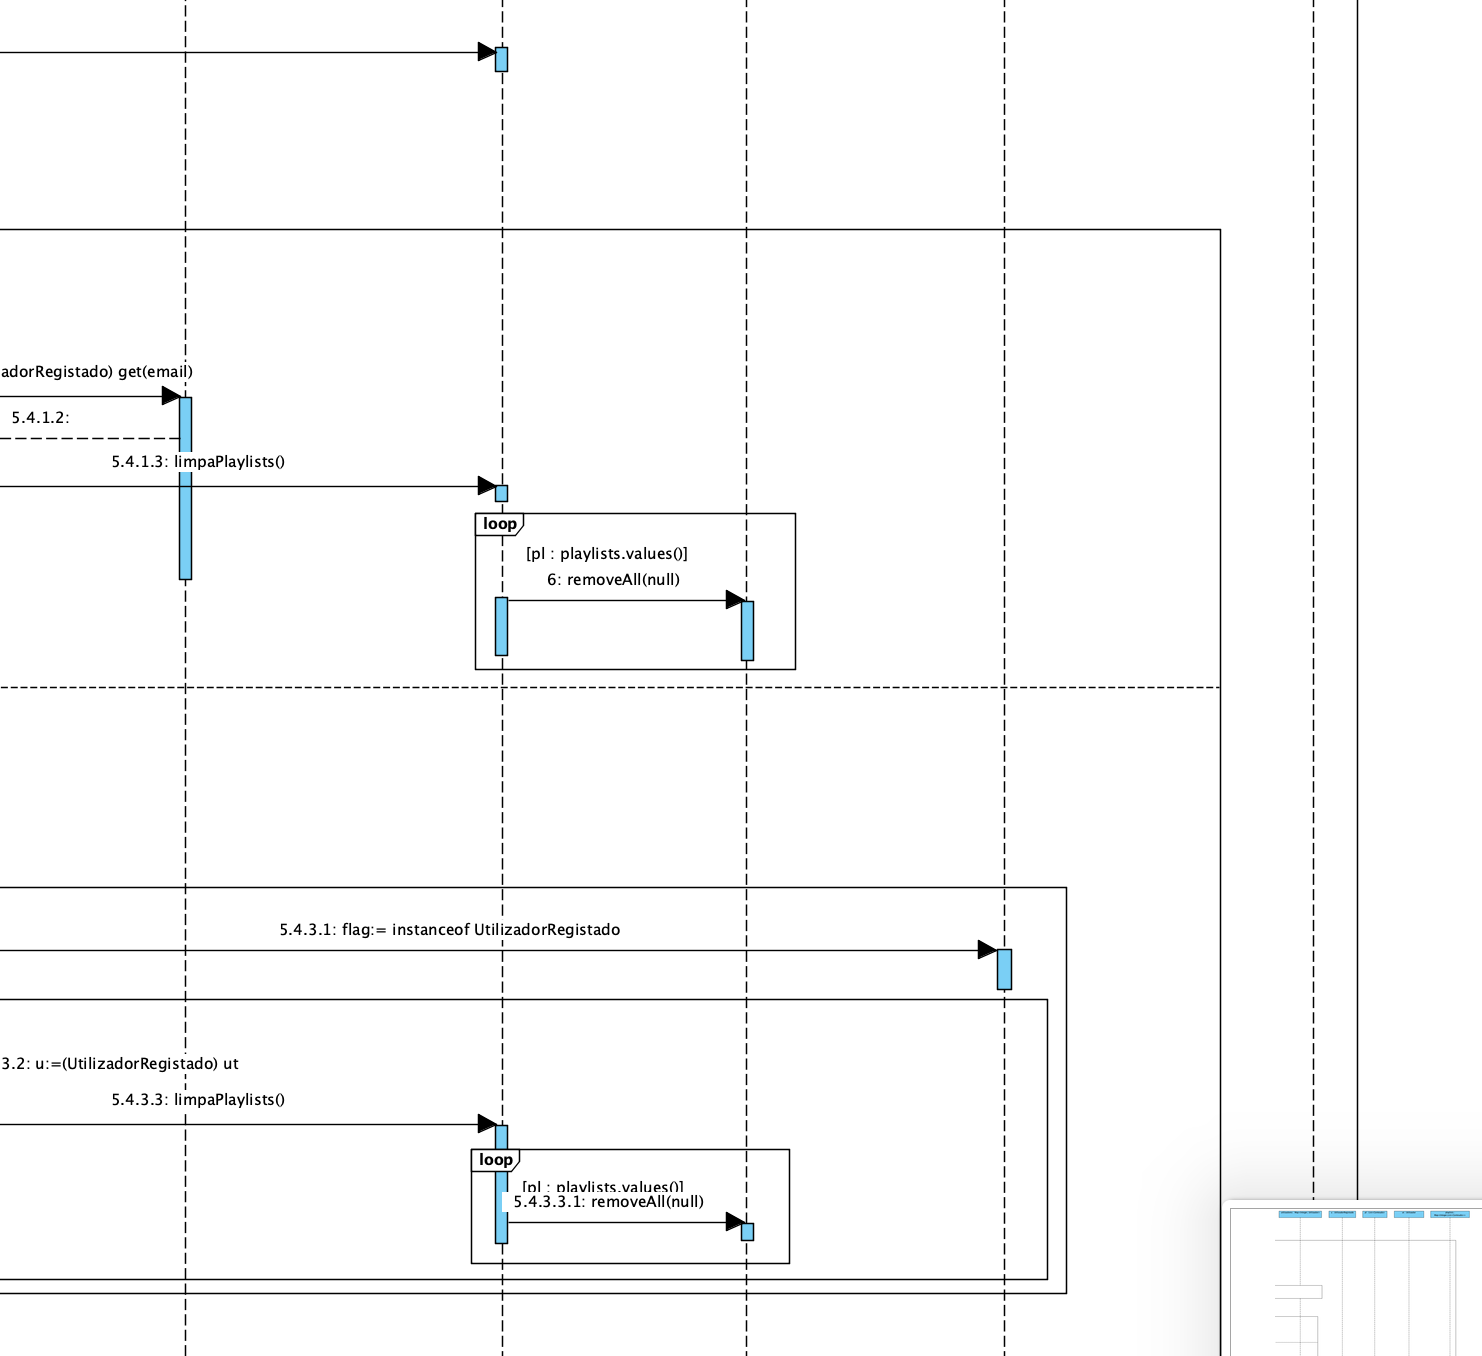 adorRegistado) get(email)
5.4.1.2:
5.4.1.3: limpaPlaylists()
loop
[pl : playlists.values()]
6: removeAll(null)
5.4.3.1: flag:= instanceof UtilizadorRegistado
3.2: u:=(UtilizadorRegistado) ut
5.4.3.3: limpaPlaylists()
loop
[pl : playlists.values()]
5.4.3.3.1: removeAll(null)